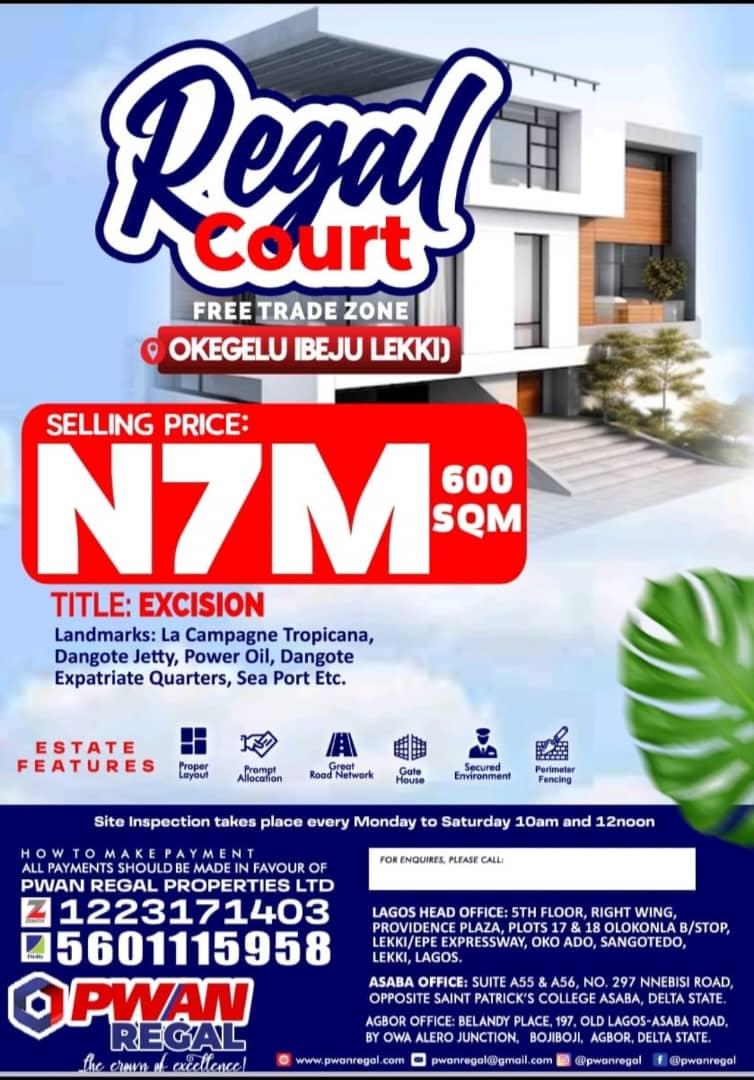 Regal
Court
FREE TRADE ZONE
OKEGELU IBEJU LEKKI)
SELLING PRICE:
N7M
600
SQM
TITLE: EXCISION
Landmarks: La Campagne Tropicana,
Dangote Jetty, Power Oil, Dangote
Expatriate Quarters, Sea Port Etc.
ESTATE
FEATURES
Proper
Layout
Prompt
Allocation
Great
Road Network
Gate
House
Secured
Environment
Perimeter
Fencing
Site Inspection takes place every Monday to Saturday 10am and 12noon
HOW TO MAKE PAYMENT
ALL PAYMENTS SHOULD BE MADE IN FAVOUR OF
PWAN REGAL PROPERTIES LTD
1223171403
5601115958
PWAN
REGAL
...the crown of excellence!
FOR ENQUIRES, PLEASE CALL:
LAGOS HEAD OFFICE: 5TH FLOOR, RIGHT WING,
PROVIDENCE PLAZA, PLOTS 17 & 18 OLOKONLA B/STOP,
LEKKI/EPE EXPRESSWAY, OKO ADO, SANGOTEDO,
LEKKI, LAGOS.
ASABA OFFICE: SUITE A55 & A56, NO. 297 NNEBISI ROAD,
OPPOSITE SAINT PATRICK'S COLLEGE ASABA, DELTA STATE.
AGBOR OFFICE: BELANDY PLACE, 197, OLD LAGOS-ASABA ROAD,
BY OWA ALERO JUNCTION, BOJIBOJI, AGBOR, DELTA STATE.
www.pwanregal.com pwanregal@gmail.com @pwanregal @pwanregal